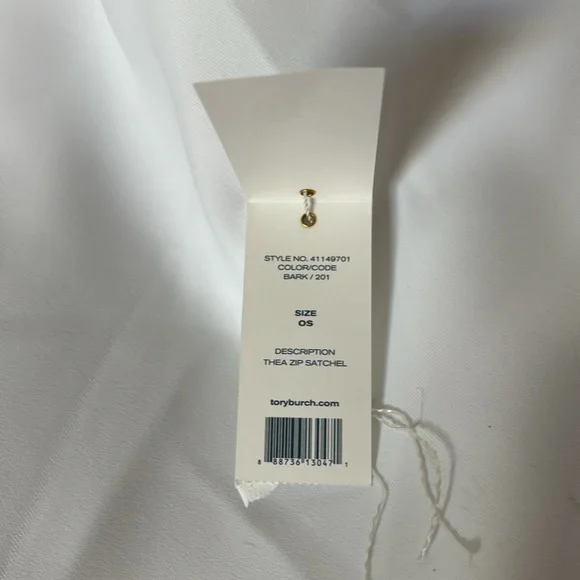 STYLE NO. 41149701
COLOR/CODE
BARK / 201
SIZE
OS
DESCRIPTION
THEA ZIP SATCHEL
toryburch.com
8 88736 13047 1